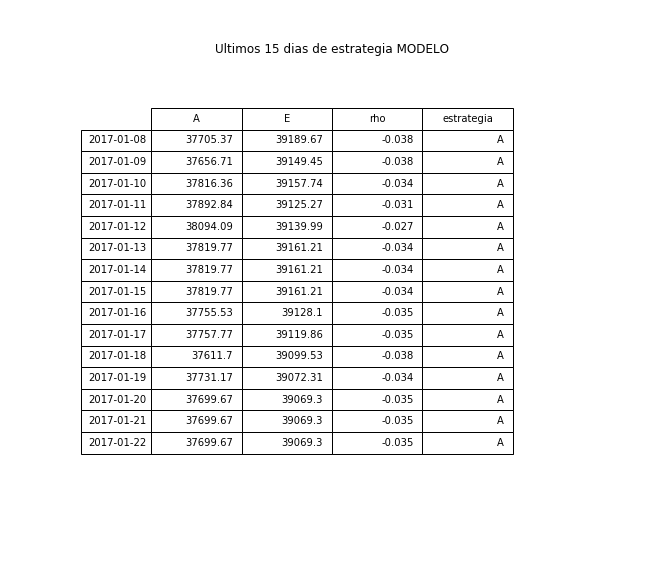 Ultimos 15 dias de estrategia MODELO
A E rho estrategia
2017-01-08 37705.37 39189.67 -0.038 A
2017-01-09 37656.71 39149.45 -0.038 A
2017-01-10 37816.36 39157.74 -0.034 A
2017-01-11 37892.84 39125.27 -0.031 A
2017-01-12 38094.09 39139.99 -0.027 A
2017-01-13 37819.77 39161.21 -0.034 A
2017-01-14 37819.77 39161.21 -0.034 A
2017-01-15 37819.77 39161.21 -0.034 A
2017-01-16 37755.53 39128.1 -0.035 A
2017-01-17 37757.77 39119.86 -0.035 A
2017-01-18 37611.7 39099.53 -0.038 A
2017-01-19 37731.17 39072.31 -0.034 A
2017-01-20 37699.67 39069.3 -0.035 A
2017-01-21 37699.67 39069.3 -0.035 A
2017-01-22 37699.67 39069.3 -0.035 A